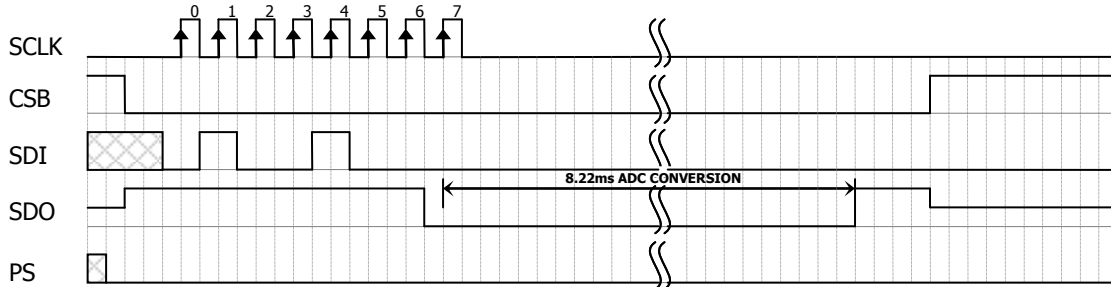 0 1 2 3 4 5 6 7
SCLK
CSB
SDI
8.22ms ADC CONVERSION
SDO
PS